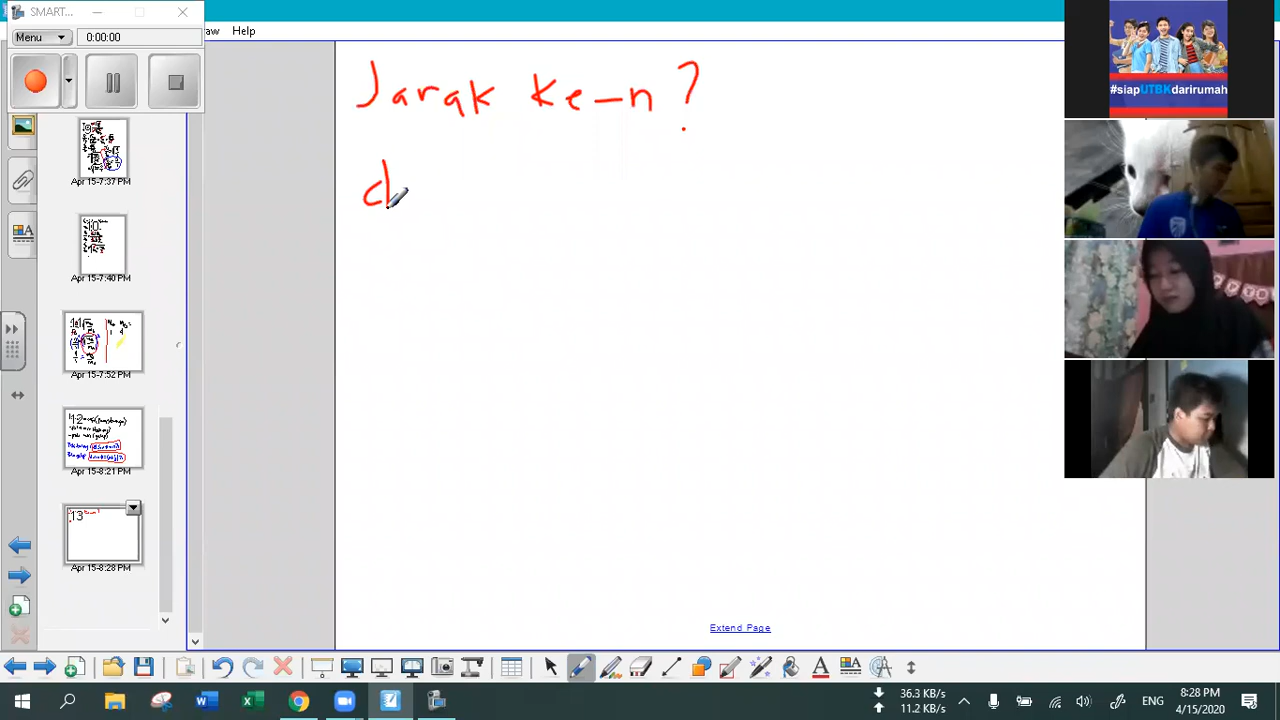 SMART...
Menu
0:00:00
aw Help
Jarak ke-n ?
d
Apr 15-7:37 PM
Apr 15-7:40 PM
Apr 15-7:52 PM
Apr 15-8:21 PM
13
Apr 15-8:28 PM
Extend Page
#siapUTBKdarirumah
36.3 KB/s
11.2 KB/s
ENG
8:28 PM
4/15/2020